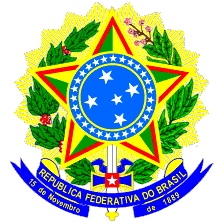 REPÚBLICA FEDERATIVA DO BRASIL
15 de Novembro de 1889